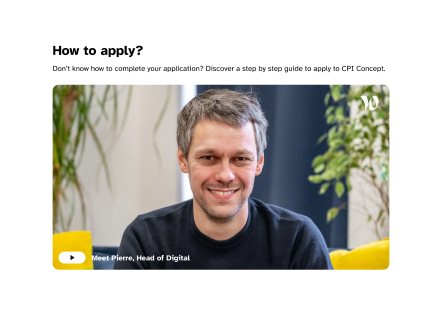 How to apply?
Don't know how to complete your application? Discover a step by step guide to apply to CPI Concept.
W
Meet Pierre, Head of Digital